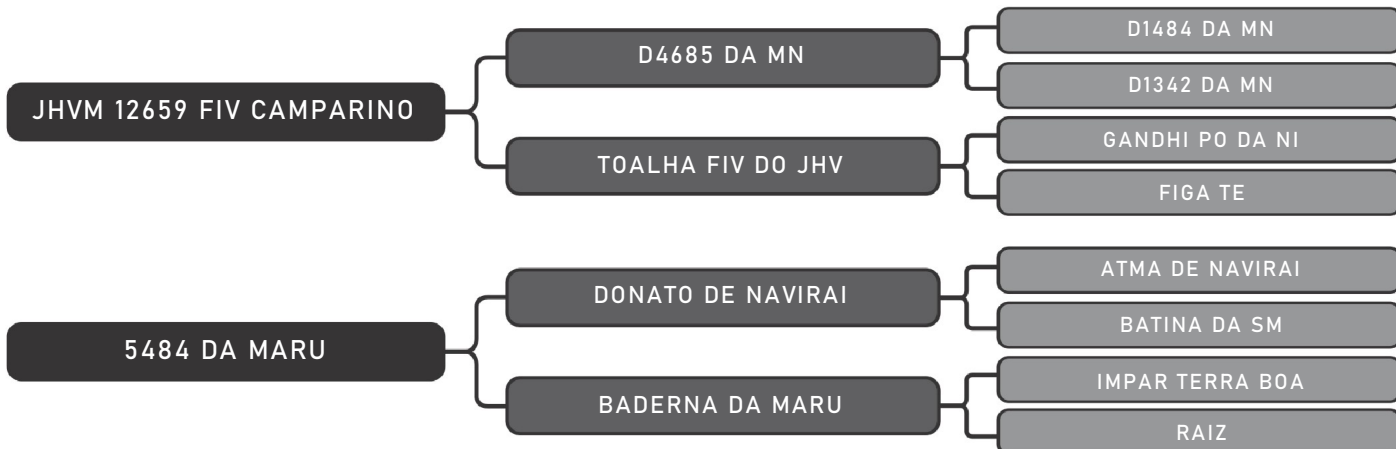 D1484 DA MN
D4685 DA MN
D1342 DA MN
JHVM 12659 FIV CAMPARINO
GANDHI PO DA NI
TOALHA FIV DO JHV
FIGA TE
ATMA DE NAVIRAI
DONATO DE NAVIRAI
BATINA DA SM
5484 DA MARU
IMPAR TERRA BOA
BADERNA DA MARU
RAIZ